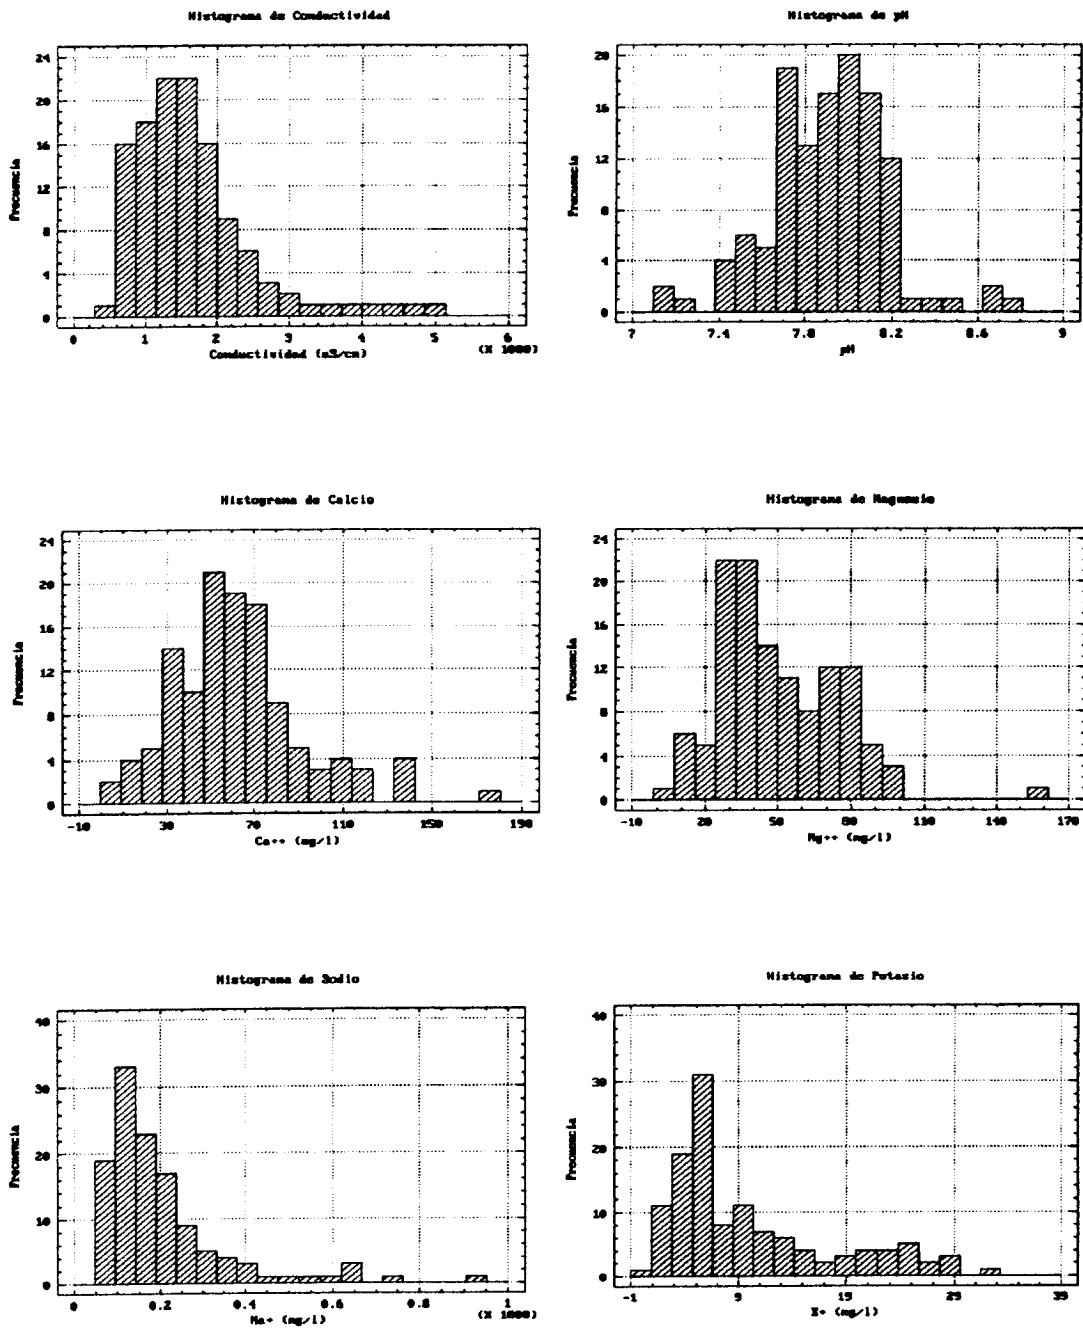 Histograma de Conductividad
24
20
16
12
8
4
0
Frecuencia
0 1 2 3 4 5 6
Conductividad (mS/cm) (X 1000)
Histograma de pH
20
16
12
8
4
0
Frecuencia
7 7.4 7.8 8.2 8.6 9
pH
Histograma de Calcio
24
20
16
12
8
4
0
Frecuencia
-10 30 70 110 150 190
Ca++ (mg/l)
Histograma de Magnesio
24
20
16
12
8
4
0
Frecuencia
-10 20 50 80 110 140 170
Mg++ (mg/l)
Histograma de Sodio
40
30
20
10
0
Frecuencia
0 0.2 0.4 0.6 0.8 1
Na+ (mg/l) (X 1000)
Histograma de Potasio
40
30
20
10
0
Frecuencia
-1 9 19 29 39
K+ (mg/l)